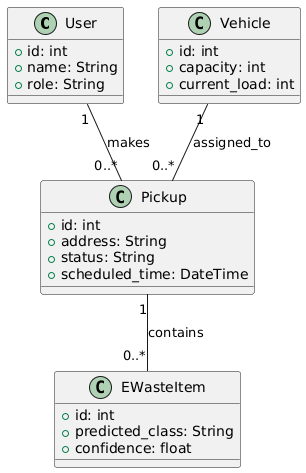 C User
+ id: int
+ name: String
+ role: String
C Vehicle
+ id: int
+ capacity: int
+ current_load: int
1
makes
0..*
1
assigned_to
0..*
C Pickup
+ id: int
+ address: String
+ status: String
+ scheduled_time: DateTime
1
contains
0..*
C EWasteItem
+ id: int
+ predicted_class: String
+ confidence: float